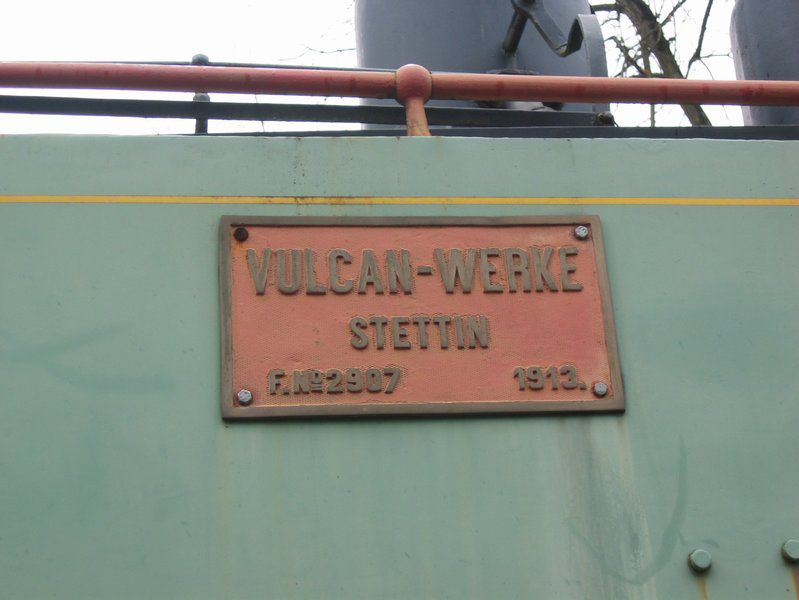 VULCAN-WERKE
STETTIN
F.№2907 1913.